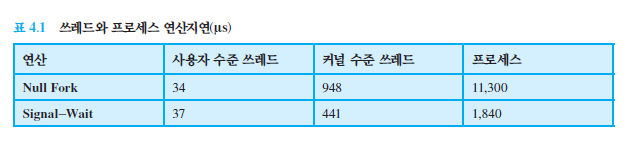 표 4.1 쓰레드와 프로세스 연산지연(μs)
연산 사용자 수준 쓰레드 커널 수준 쓰레드 프로세스
Null Fork 34 948 11,300
Signal–Wait 37 441 1,840